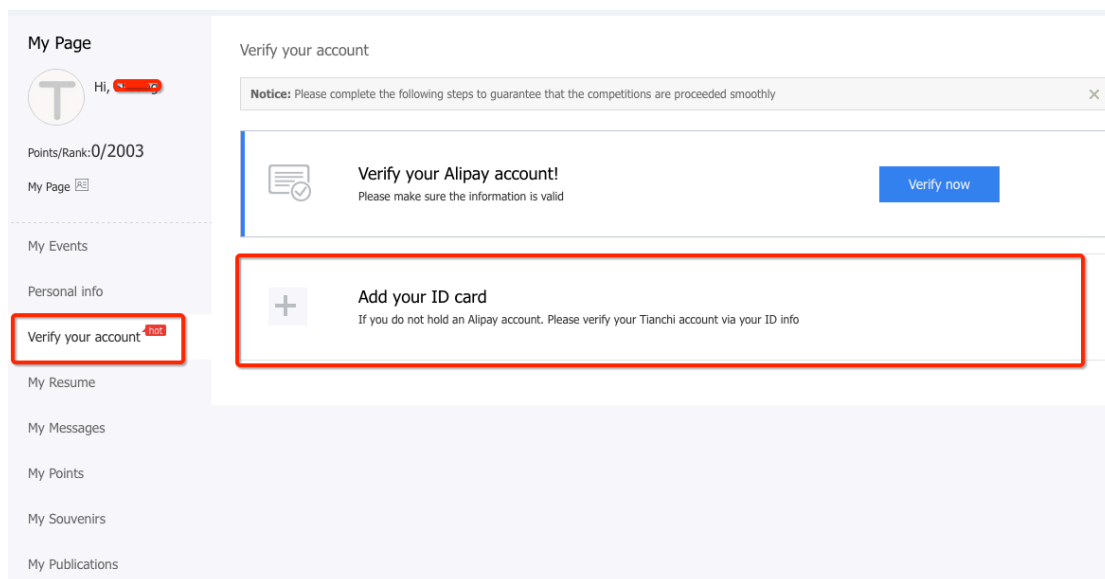 My Page
Hi,
Points/Rank:0/2003
My Page
My Events
Personal info
Verify your account hot
My Resume
My Messages
My Points
My Souvenirs
My Publications
Verify your account
Notice: Please complete the following steps to guarantee that the competitions are proceeded smoothly
Verify your Alipay account!
Please make sure the information is valid
Verify now
Add your ID card
If you do not hold an Alipay account. Please verify your Tianchi account via your ID info